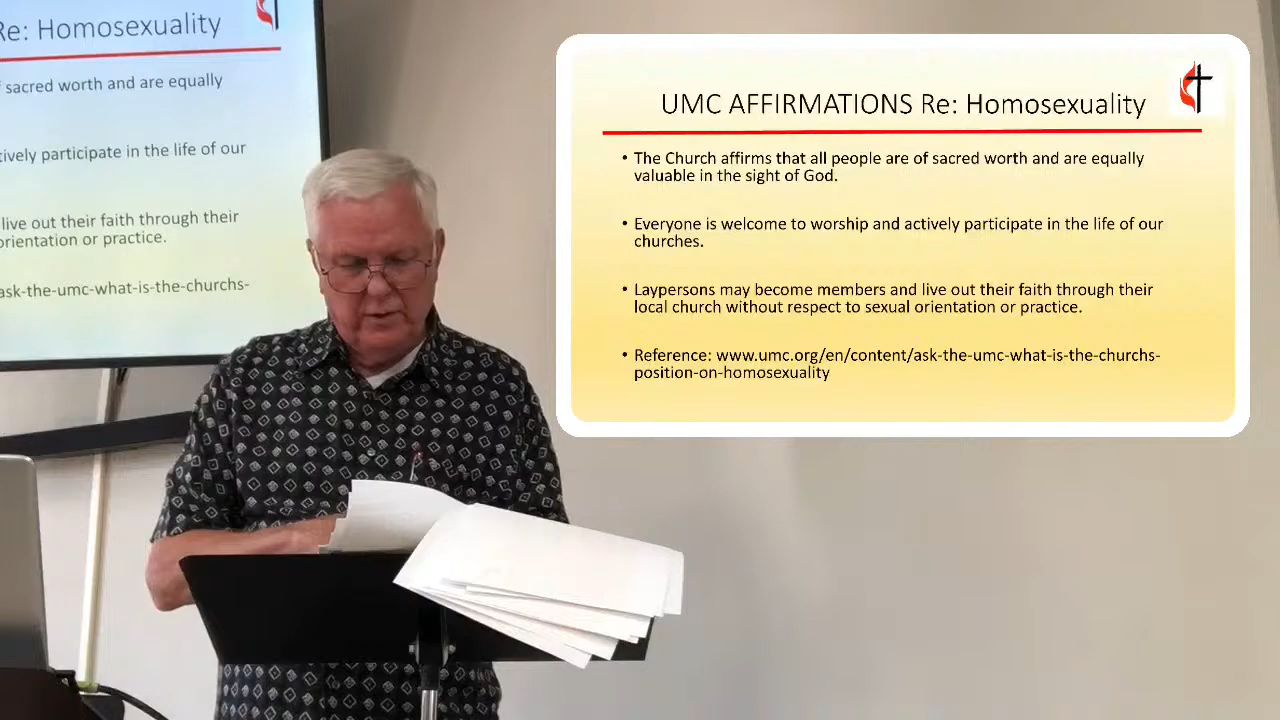 Re: Homosexuality
sacred worth and are equally
participate in the life of our
live out their faith through their
orientation or practice.
ask-the-umc-what-is-the-churchs-
UMC AFFIRMATIONS Re: Homosexuality
• The Church affirms that all people are of sacred worth and are equally
valuable in the sight of God.
• Everyone is welcome to worship and actively participate in the life of our
churches.
• Laypersons may become members and live out their faith through their
local church without respect to sexual orientation or practice.
• Reference: www.umc.org/en/content/ask-the-umc-what-is-the-churchs-
position-on-homosexuality